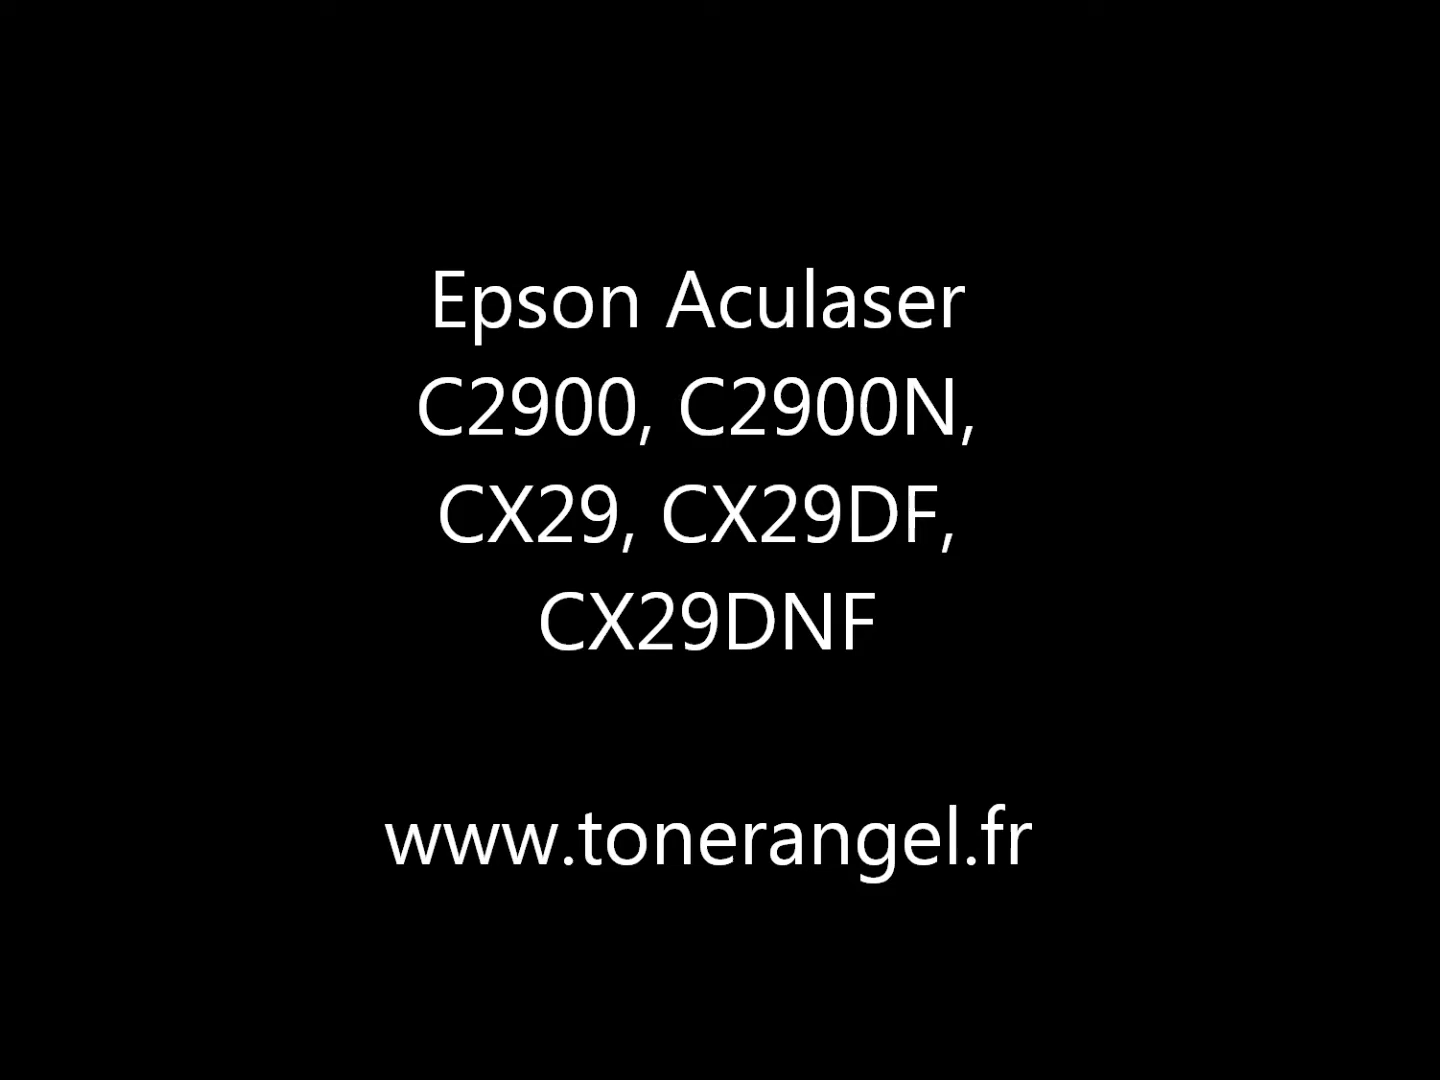 Epson Aculaser
C2900, C2900N,
CX29, CX29DF,
CX29DNF
www.tonerangel.fr